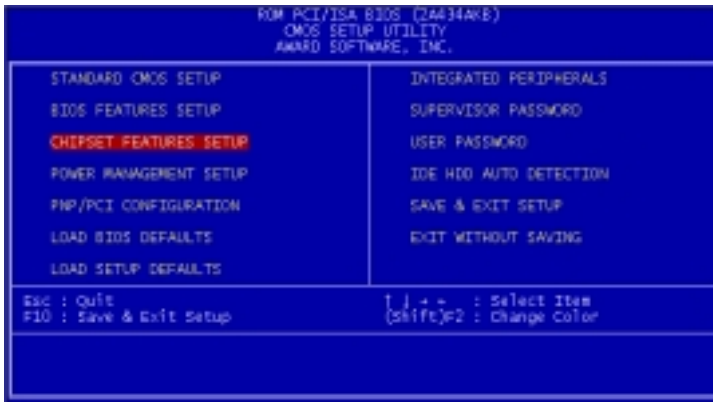 ROM PCI/ISA BIOS (2A434AKB)
CMOS SETUP UTILITY
AWARD SOFTWARE, INC.
STANDARD CMOS SETUP
BIOS FEATURES SETUP
CHIPSET FEATURES SETUP
POWER MANAGEMENT SETUP
PNP/PCI CONFIGURATION
LOAD BIOS DEFAULTS
LOAD SETUP DEFAULTS
INTEGRATED PERIPHERALS
SUPERVISOR PASSWORD
USER PASSWORD
IDE HDD AUTO DETECTION
SAVE & EXIT SETUP
EXIT WITHOUT SAVING
Esc : Quit
F10 : Save & Exit Setup
↑ ↓ → ← : Select Item
(Shift)F2 : Change Color